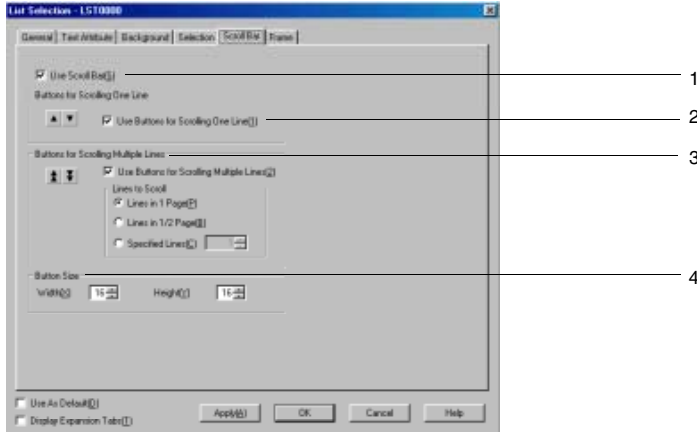 List Selection - LST0000
General Text Attribute Background Selection Scroll Bar Frame
Use Scroll Bar(S) 1
Buttons for Scrolling One Line
Use Buttons for Scrolling One Line(1) 2
Buttons for Scrolling Multiple Lines 3
Use Buttons for Scrolling Multiple Lines(2)
Lines to Scroll
Lines in 1 Page(P)
Lines in 1/2 Page(B)
Specified Lines(C)
Button Size 4
Width(X) 16 Height(Y) 16
Use As Default(D)
Display Expansion Tabs(T)
Apply(A) OK Cancel Help